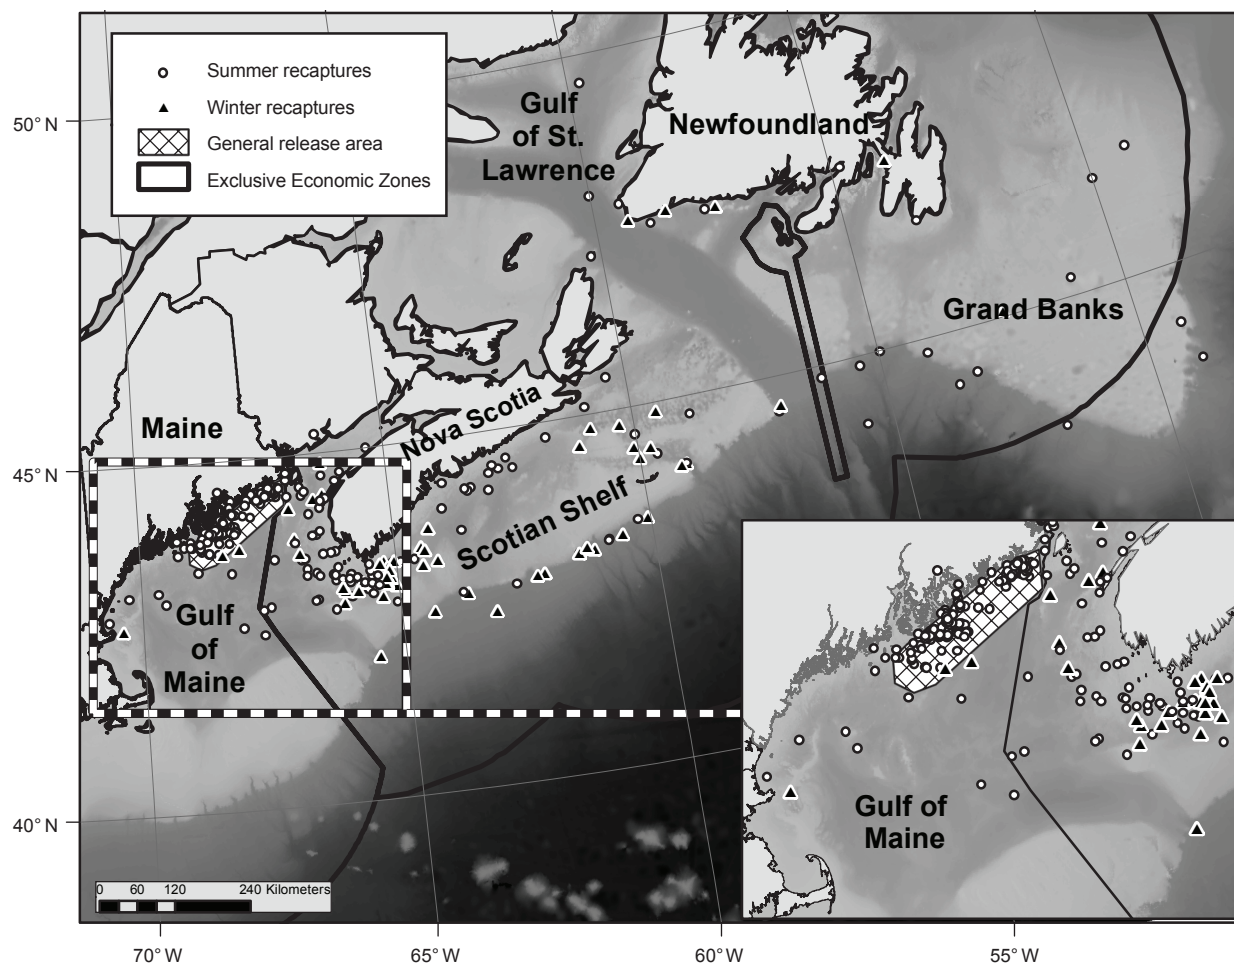 Summer recaptures
Winter recaptures
General release area
Exclusive Economic Zones
Gulf
of St.
Lawrence
Newfoundland
50° N
Grand Banks
Maine
Nova Scotia
45° N
Scotian Shelf
Gulf
of
Maine
Gulf of
Maine
40° N
0 60 120 240 Kilometers
70° W 65° W 60° W 55° W